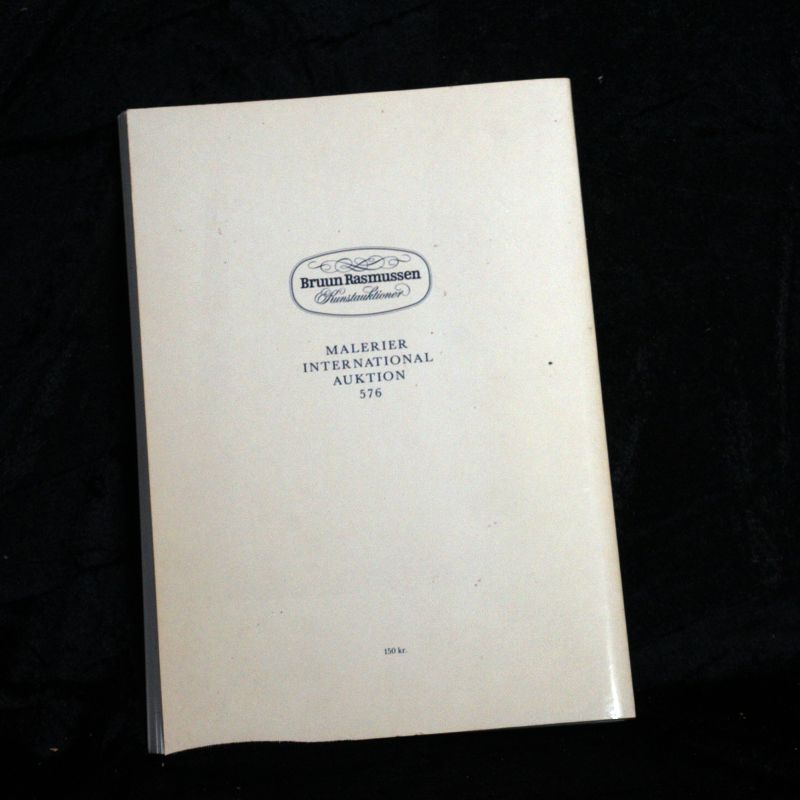 Bruun Rasmussen
Kunstauktioner
MALERIER
INTERNATIONAL
AUKTION
576
150 kr.